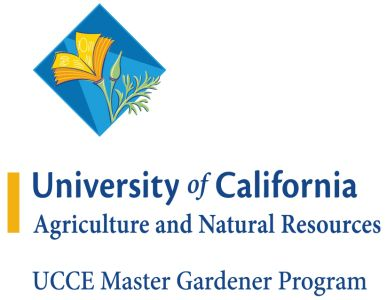 University of California
Agriculture and Natural Resources
UCCE Master Gardener Program